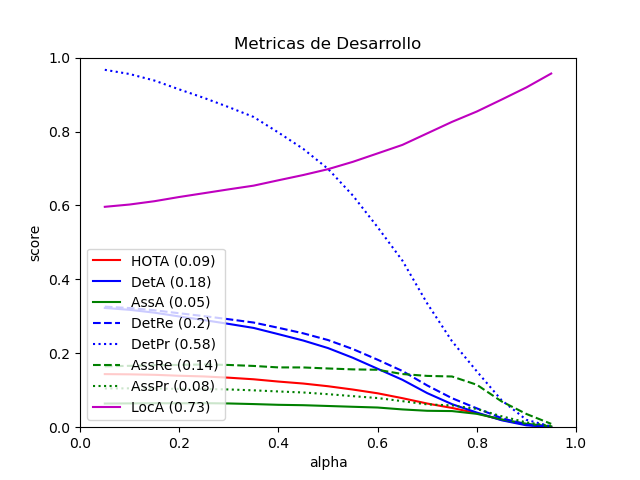 Metricas de Desarrollo
score
1.0
0.8
0.6
0.4
0.2
0.0
HOTA (0.09)
DetA (0.18)
AssA (0.05)
DetRe (0.2)
DetPr (0.58)
AssRe (0.14)
AssPr (0.08)
LocA (0.73)
0.0 0.2 0.4 0.6 0.8 1.0
alpha